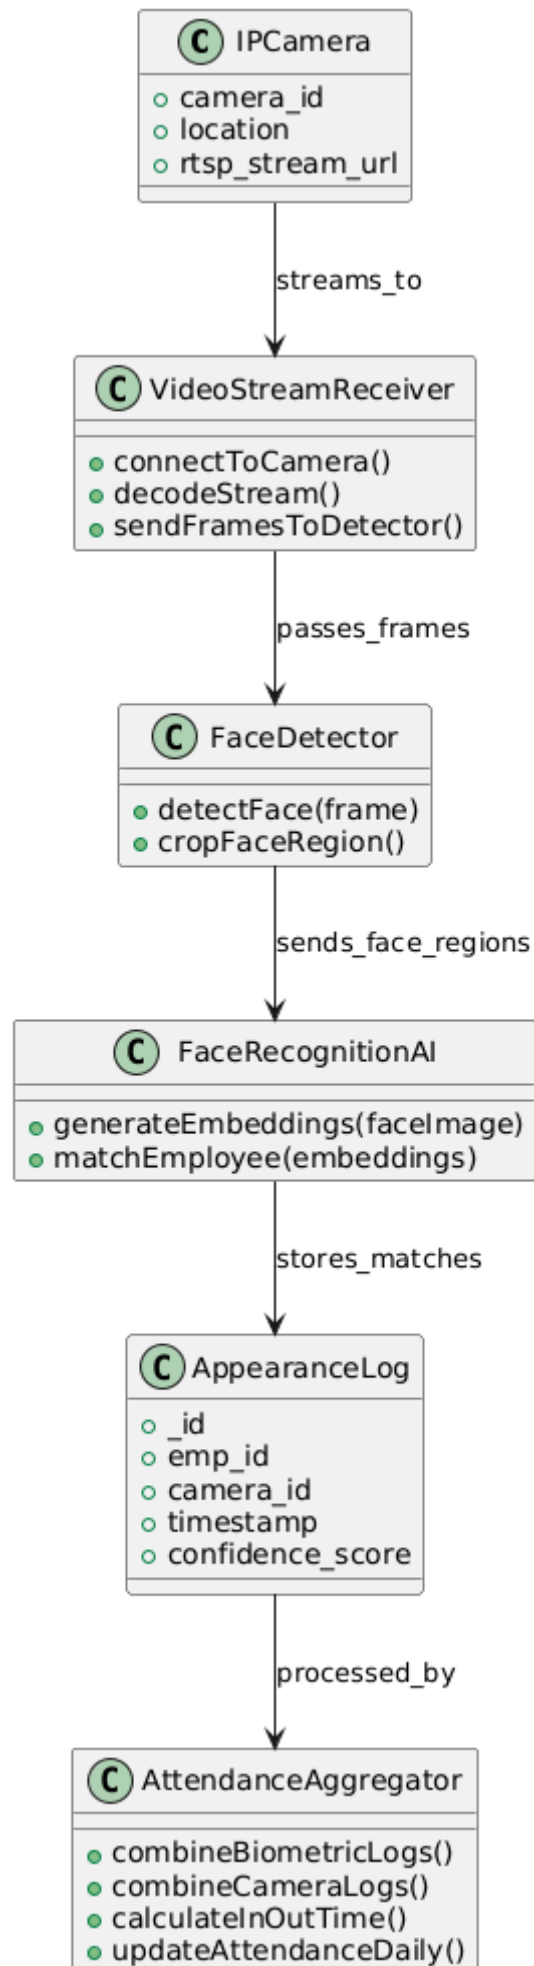 C IPCamera
camera_id
location
rtsp_stream_url
streams_to
C VideoStreamReceiver
connectToCamera()
decodeStream()
sendFramesToDetector()
passes_frames
C FaceDetector
detectFace(frame)
cropFaceRegion()
sends_face_regions
C FaceRecognitionAI
generateEmbeddings(faceImage)
matchEmployee(embeddings)
stores_matches
C AppearanceLog
_id
emp_id
camera_id
timestamp
confidence_score
processed_by
C AttendanceAggregator
combineBiometricLogs()
combineCameraLogs()
calculateInOutTime()
updateAttendanceDaily()